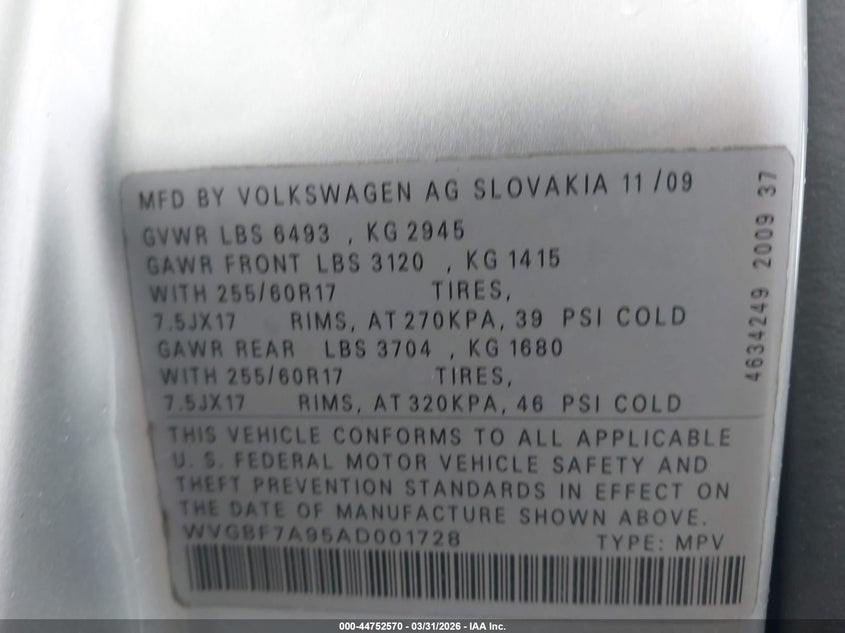 MFD BY VOLKSWAGEN AG SLOVAKIA 11/09
GVWR LBS 6493 , KG 2945
GAWR FRONT LBS 3120 , KG 1415
WITH 255/60R17 TIRES,
7.5JX17 RIMS, AT 270KPA, 39 PSI COLD
GAWR REAR LBS 3704 , KG 1680
WITH 255/60R17 TIRES,
7.5JX17 RIMS, AT 320KPA, 46 PSI COLD
THIS VEHICLE CONFORMS TO ALL APPLICABLE
U. S. FEDERAL MOTOR VEHICLE SAFETY AND
THEFT PREVENTION STANDARDS IN EFFECT ON
THE DATE OF MANUFACTURE SHOWN ABOVE.
WVGBF7A95AD001728 TYPE: MPV
4634249 2009 37
000-44752570 — 03/31/2026 — IAA Inc.